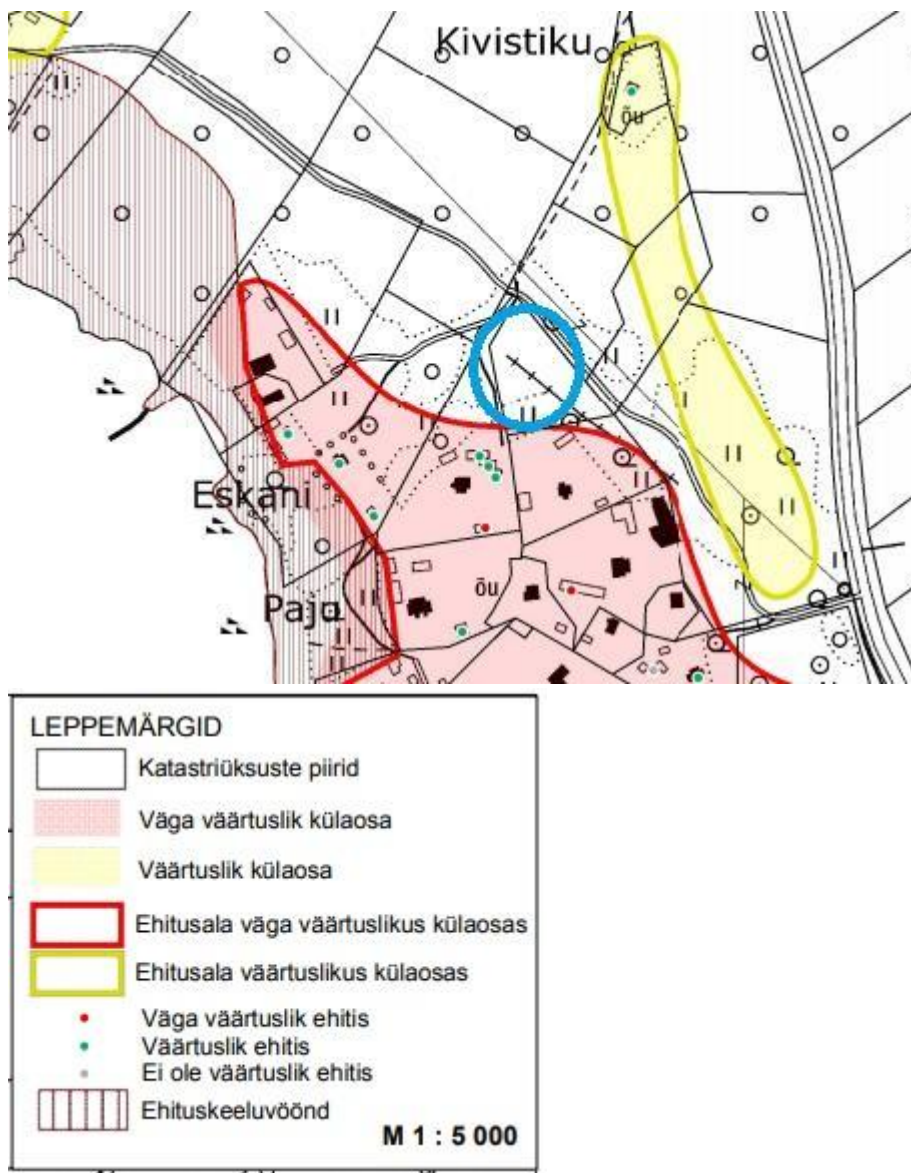 Kivistiku
õu
Eskani
Paju
õu
LEPPEMÄRGID
Katastriüksuste piirid
Väga väärtuslik külaosa
Väärtuslik külaosa
Ehitusala väga väärtuslikus külaosas
Ehitusala väärtuslikus külaosas
Väga väärtuslik ehitis
Väärtuslik ehitis
Ei ole väärtuslik ehitis
Ehituskeeluvöönd
M 1 : 5 000